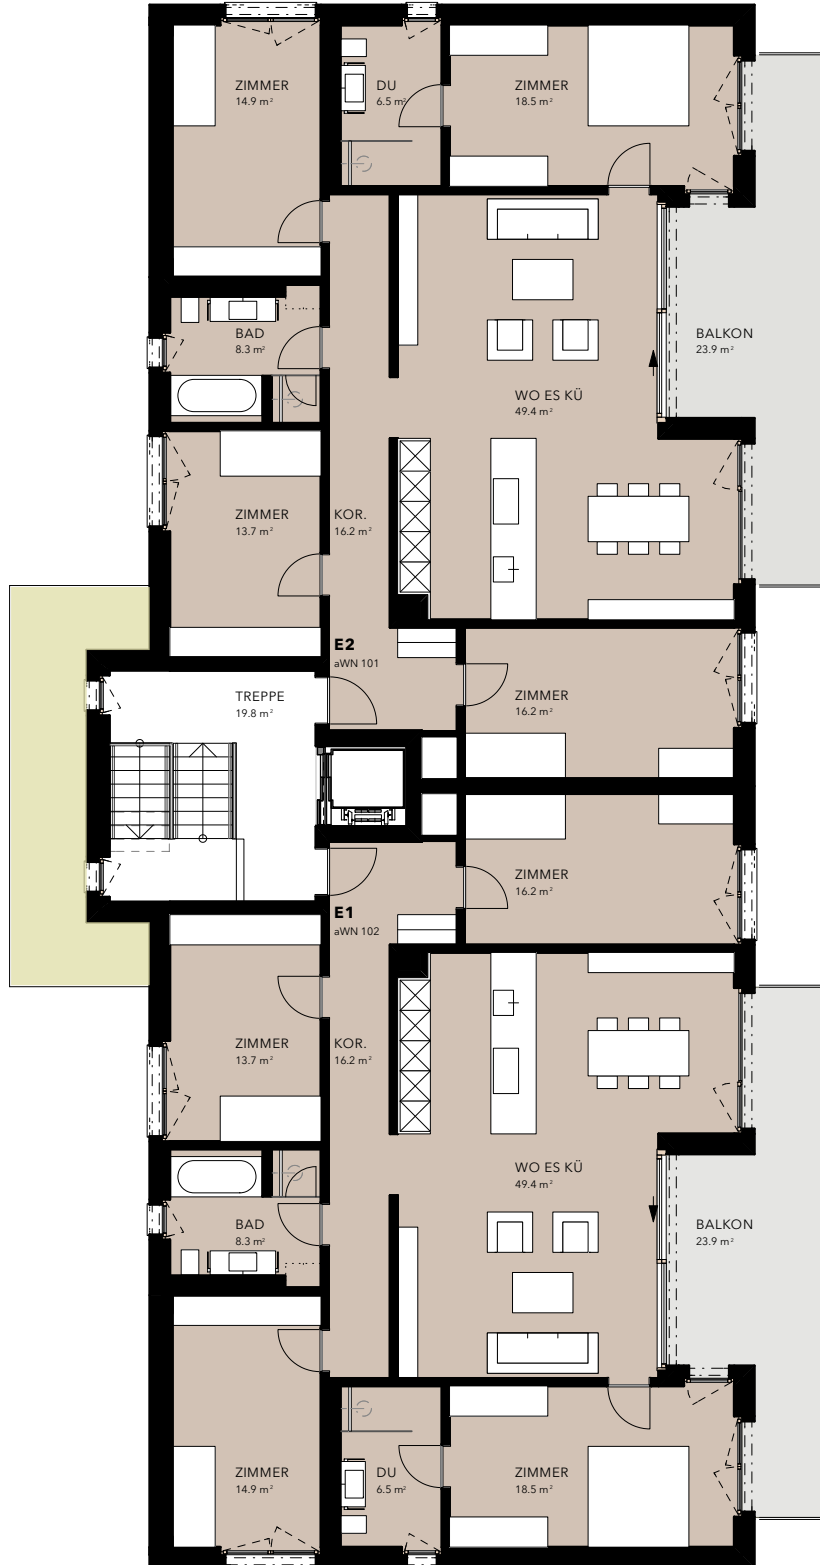 ZIMMER
14.9 m²
DU
6.5 m²
ZIMMER
18.5 m²
BAD
8.3 m²
BALKON
23.9 m²
WO ES KÜ
49.4 m²
ZIMMER
13.7 m²
KOR.
16.2 m²
E2
aWN 101
TREPPE
19.8 m²
ZIMMER
16.2 m²
ZIMMER
16.2 m²
E1
aWN 102
ZIMMER
13.7 m²
KOR.
16.2 m²
WO ES KÜ
49.4 m²
BAD
8.3 m²
BALKON
23.9 m²
ZIMMER
14.9 m²
DU
6.5 m²
ZIMMER
18.5 m²